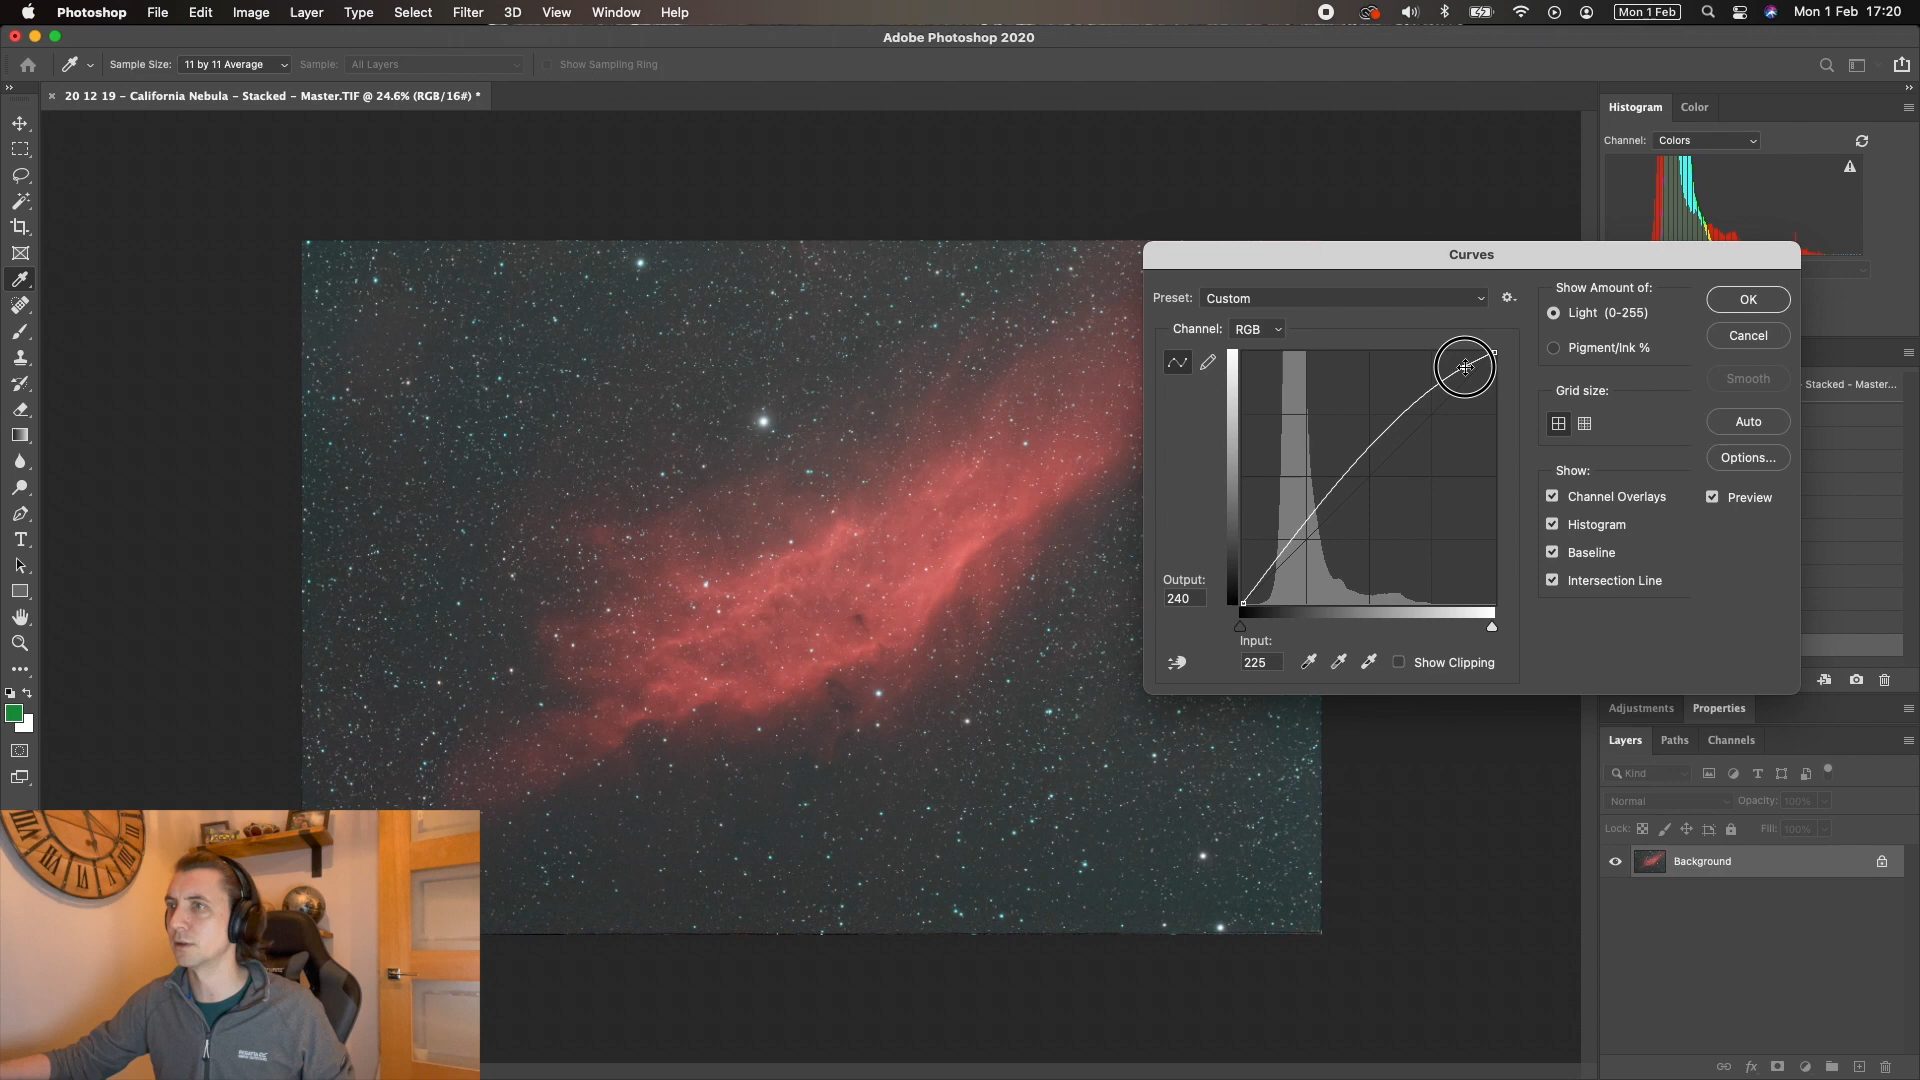 Photoshop File Edit Image Layer Type Select Filter 3D View Window Help Mon 1 Feb Mon 1 Feb 17:20
Adobe Photoshop 2020
Sample Size: 11 by 11 Average Sample: All Layers Show Sampling Ring
20 12 19 - California Nebula - Stacked - Master.TIF @ 24.6% (RGB/16#) *
Histogram Color
Channel: Colors
Curves
Preset: Custom
Channel: RGB
Output:
240
Input:
225
Show Clipping
Show Amount of:
Light (0-255)
Pigment/Ink %
Grid size:
Show:
Channel Overlays
Histogram
Baseline
Intersection Line
OK
Cancel
Smooth
Auto
Options...
Preview
- Stacked - Master...
Adjustments Properties
Layers Paths Channels
Kind
Normal Opacity: 100%
Lock: Fill: 100%
Background